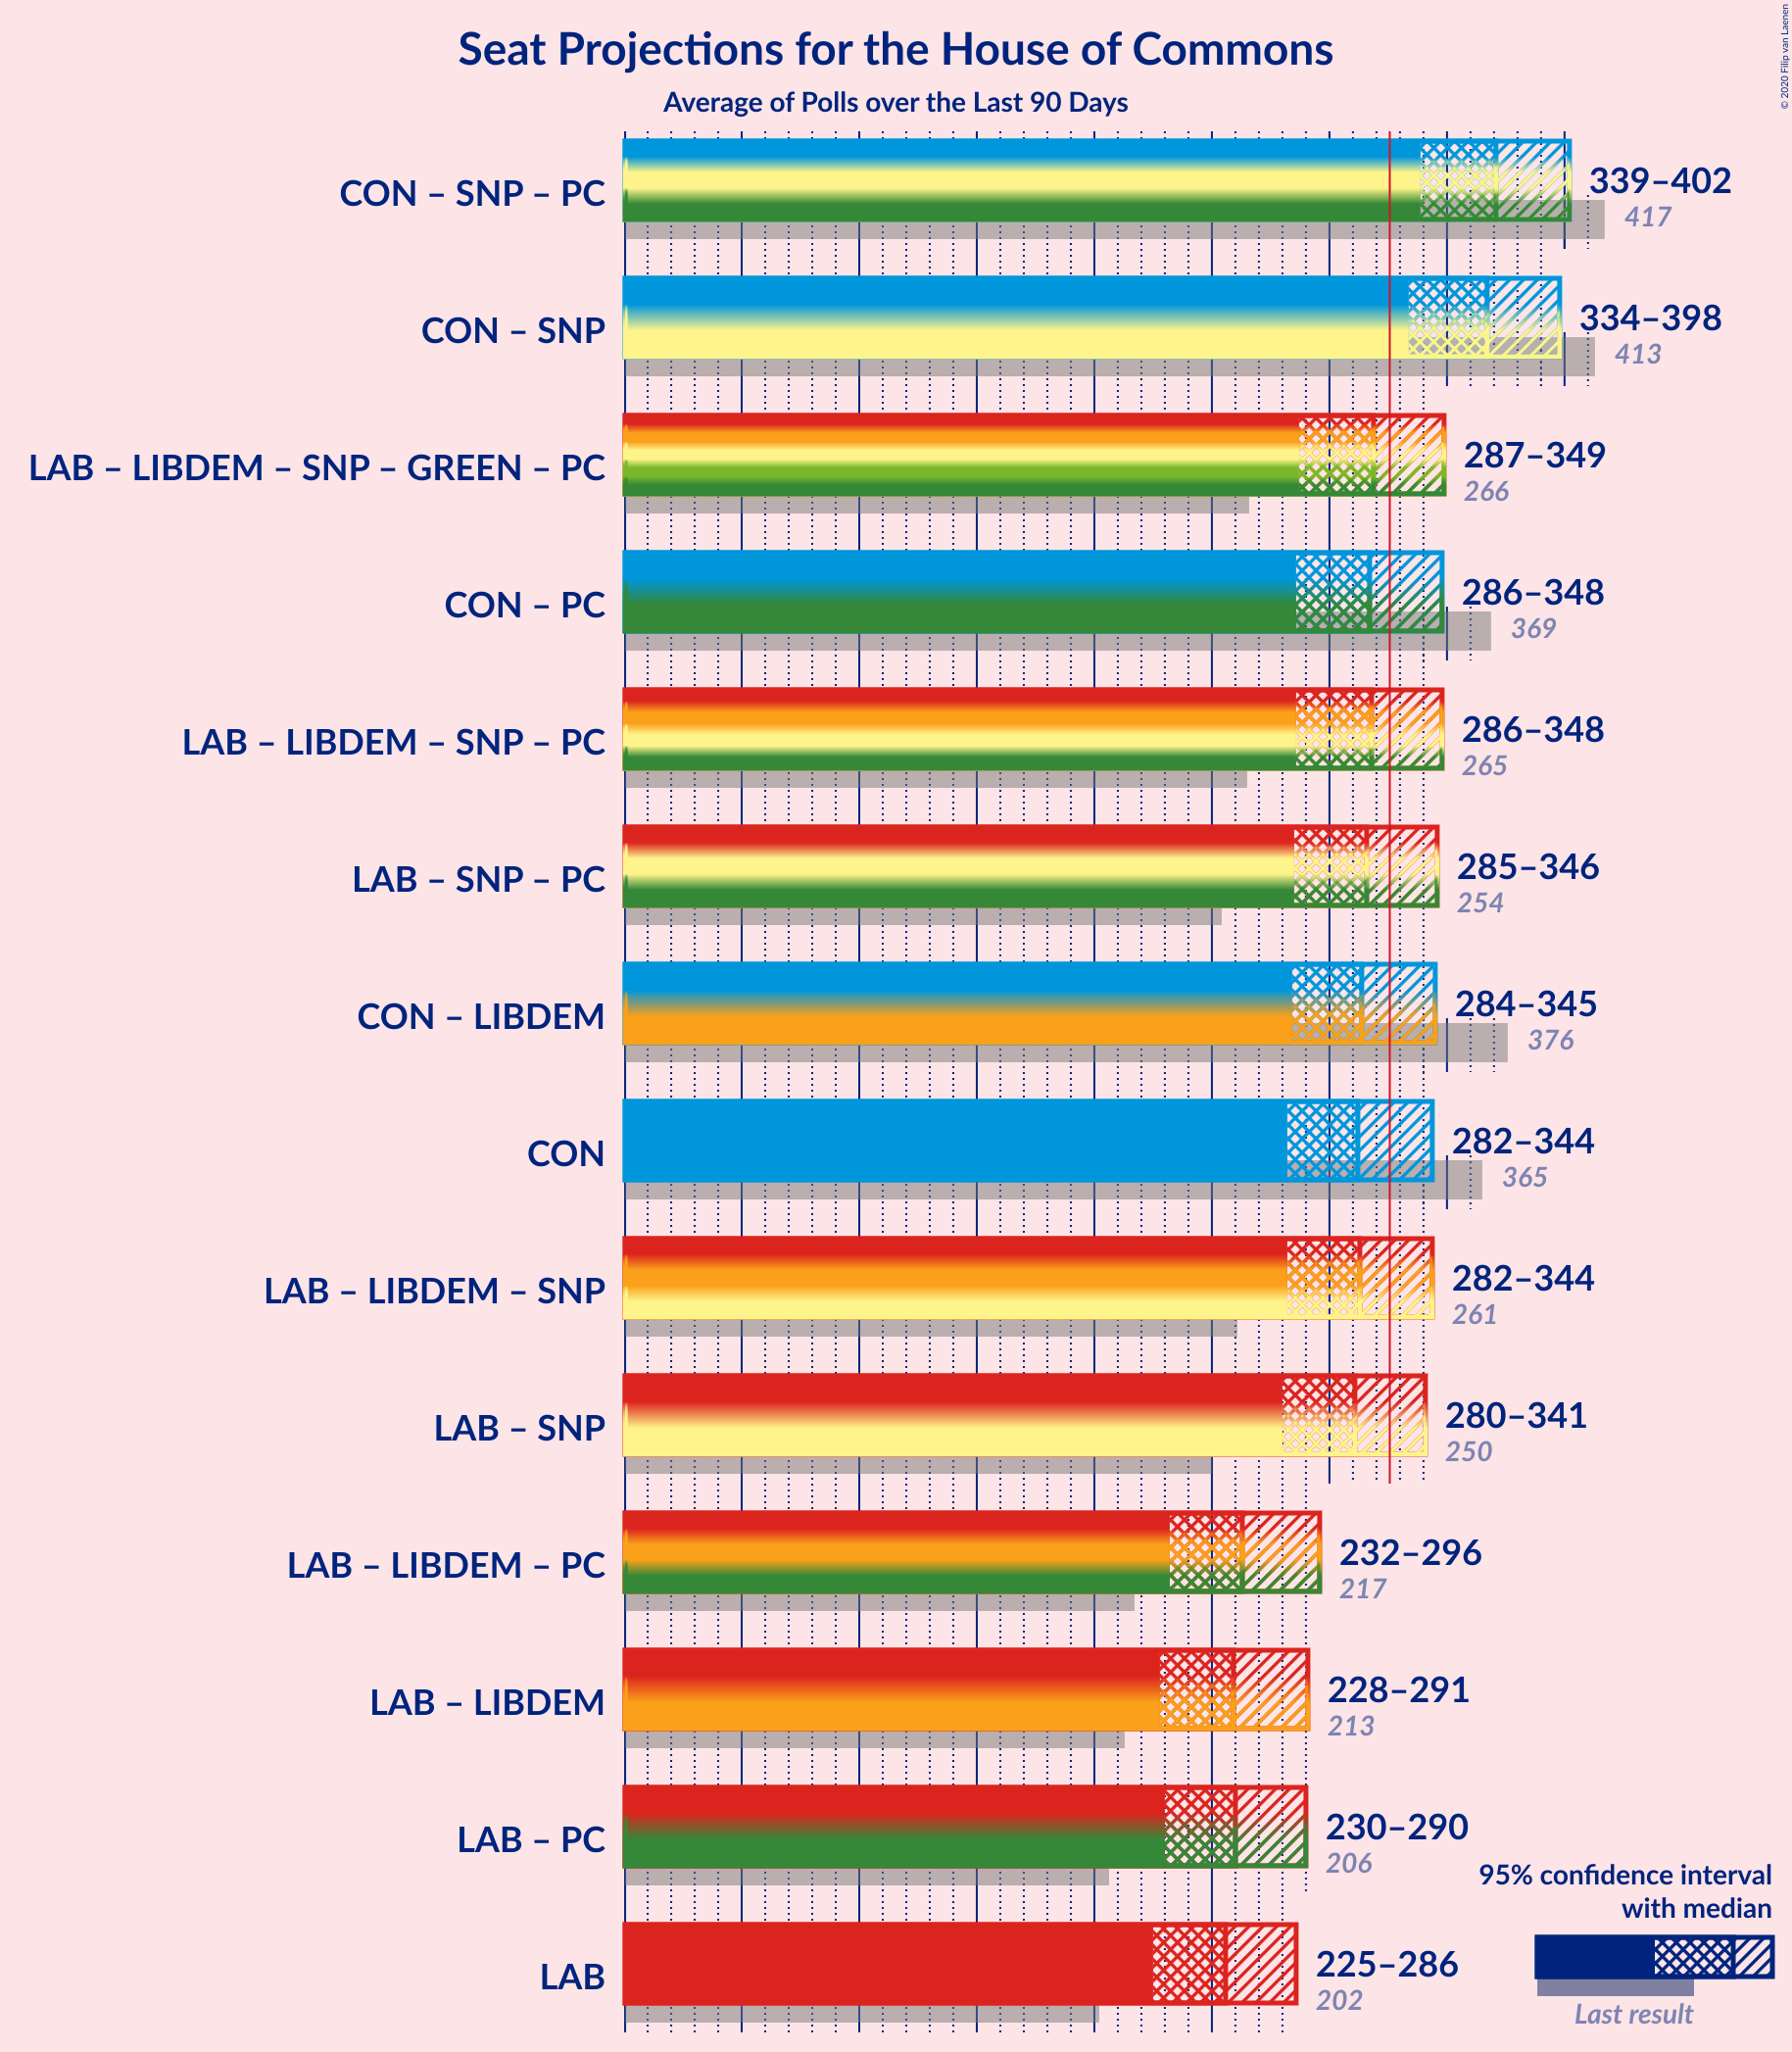 Seat Projections for the House of Commons
Average of Polls over the Last 90 Days
© 2020 Filip van Laenen
CON – SNP – PC
339–402
417
CON – SNP
334–398
413
LAB – LIBDEM – SNP – GREEN – PC
287–349
266
CON – PC
286–348
369
LAB – LIBDEM – SNP – PC
286–348
265
LAB – SNP – PC
285–346
254
CON – LIBDEM
284–345
376
CON
282–344
365
LAB – LIBDEM – SNP
282–344
261
LAB – SNP
280–341
250
LAB – LIBDEM – PC
232–296
217
LAB – LIBDEM
228–291
213
LAB – PC
230–290
206
LAB
225–286
202
95% confidence interval
with median
Last result